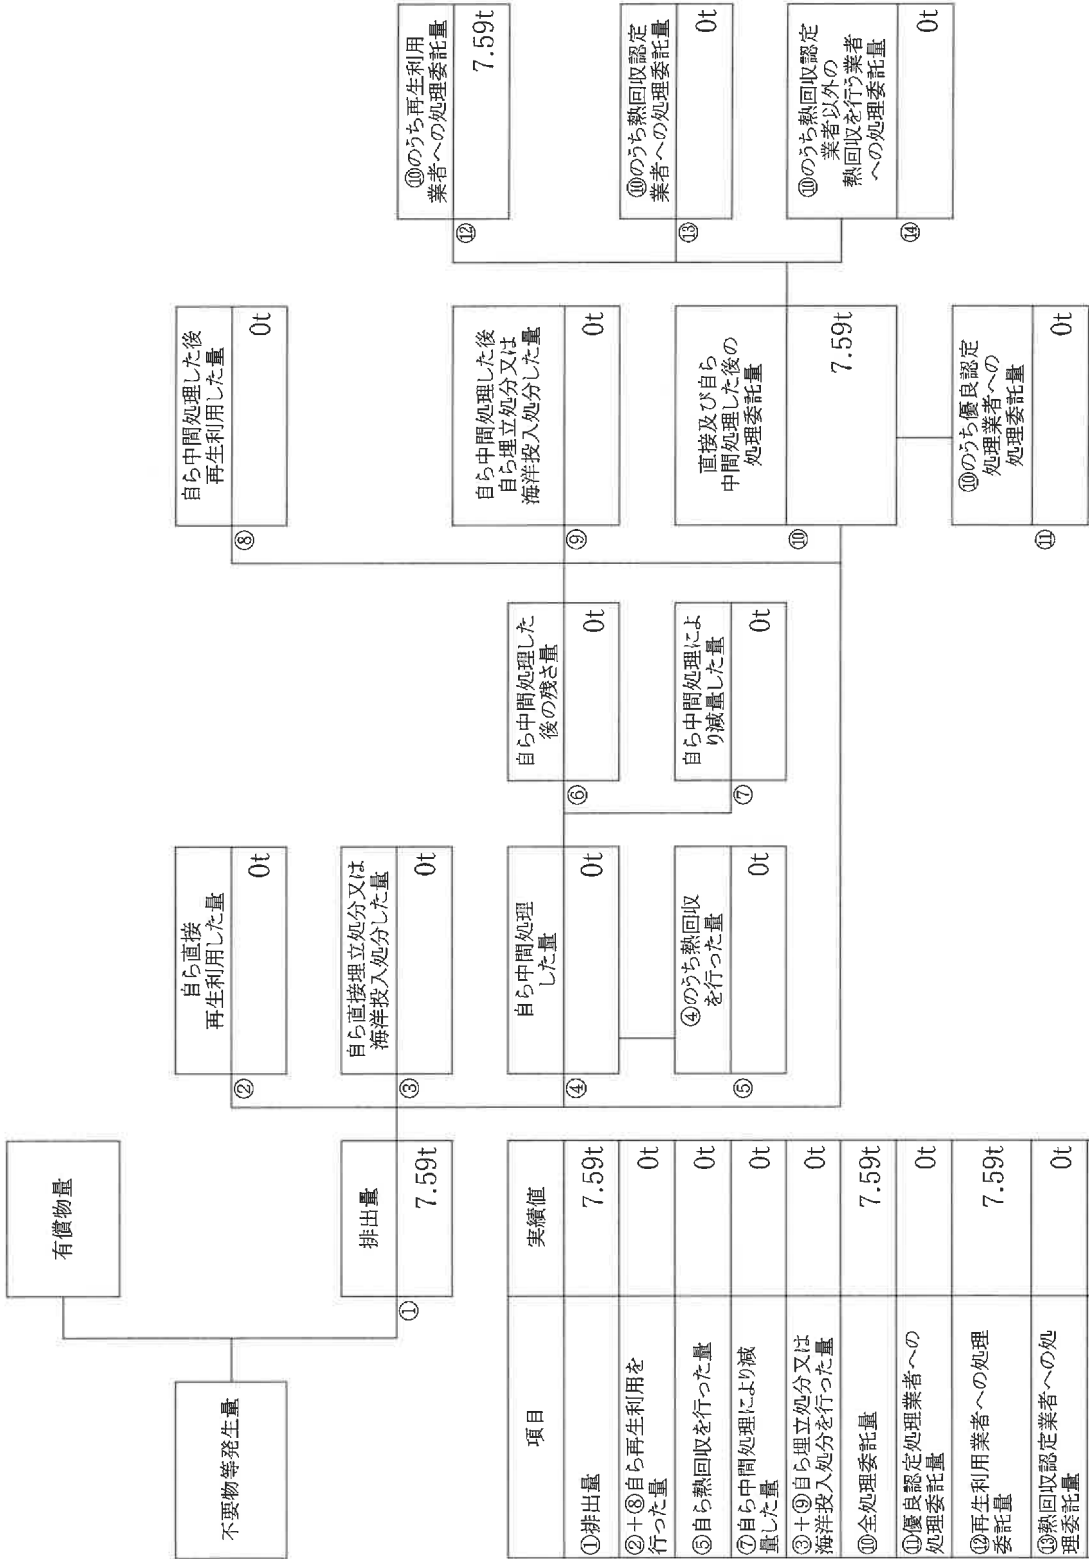 不要物等発生量
有償物量
①
排出量
7.59t
②
自ら直接
再生利用した量
0t
③
自ら直接埋立処分又は
海洋投入処分した量
0t
④
自ら中間処理
した量
0t
⑤
④のうち熱回収
を行った量
0t
⑥
自ら中間処理した
後の残さ量
0t
⑦
自ら中間処理によ
り減量した量
0t
⑧
自ら中間処理した後
再生利用した量
0t
⑨
自ら中間処理した後
自ら埋立処分又は
海洋投入処分した量
0t
⑩
直接及び自ら
中間処理した後の
処理委託量
7.59t
⑪
⑩のうち優良認定
処理業者への
処理委託量
0t
⑫
⑩のうち再生利用
業者への処理委託量
7.59t
⑬
⑩のうち熱回収認定
業者への処理委託量
0t
⑭
⑩のうち熱回収認定
業者以外の
熱回収を行う業者
への処理委託量
0t
項目
実績値
①排出量
7.59t
②+⑧自ら再生利用を
行った量
0t
⑤自ら熱回収を行った量
0t
⑦自ら中間処理により減
量した量
0t
③+⑨自ら埋立処分又は
海洋投入処分を行った量
0t
⑩全処理委託量
7.59t
⑪優良認定処理業者への
処理委託量
0t
⑫再生利用業者への処理
委託量
7.59t
⑬熱回収認定業者への処
理委託量
0t